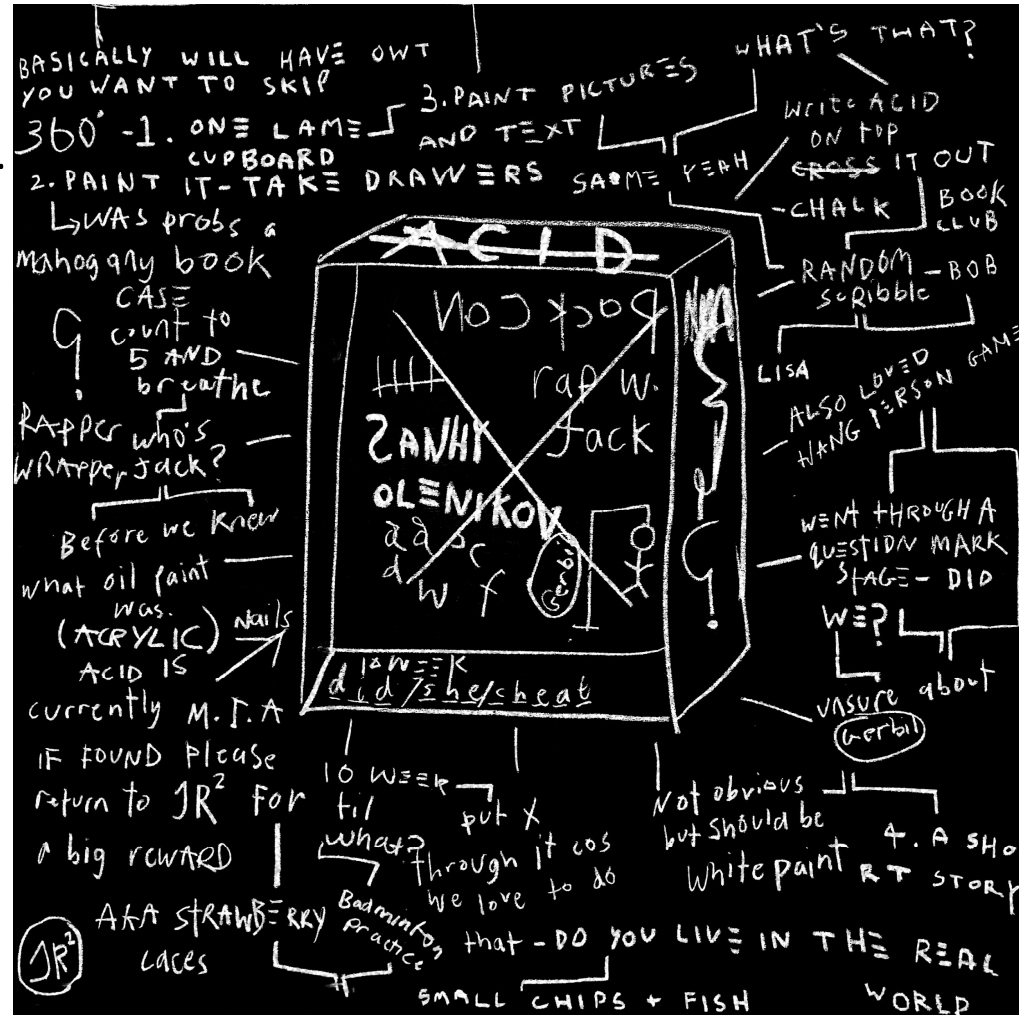 BASICALLY WILL HAVE OWT
YOU WANT TO SKIP
360° -1. ONE LAME
CUPBOARD
2. PAINT IT - TAKE DRAWERS
WAS probs a
mahogany book
CASE
count to
5 AND
breathe
RAPPER who's
WRAPPER Jack?
Before we knew
what oil paint
was.
(ACRYLIC)
Nails
ACID IS
currently M.I.A
IF FOUND Please
return to JR² For
a big REWARD
AKA STRAWBERRY
Laces
JR²
3. PAINT PICTURES
AND TEXT
SAME YEAH
WHAT'S THAT?
Write ACID
ON top
CROSS IT OUT
- CHALK
BOOK
CLUB
RANDOM - BOB
scRibble
LISA
ALSO LOVED
HANG PERSON GAME
WENT THROUGH A
QUESTION MARK
STAGE - DID
WE?
unsure about
Gerbil
4. A SHO
RT STORY
Not obvious
but should be
white paint
ACID
Rock Con
rap w.
Jack
ZANHK
OLENIKOV
a a s c
d w f
Gerbil
10 WEEK
did/she/cheat
10 WEEK
til
what?
Badminton
Practice
put X
through it cos
we love to do
that - DO YOU LIVE IN THE REAL
WORLD
SMALL CHIPS + FISH